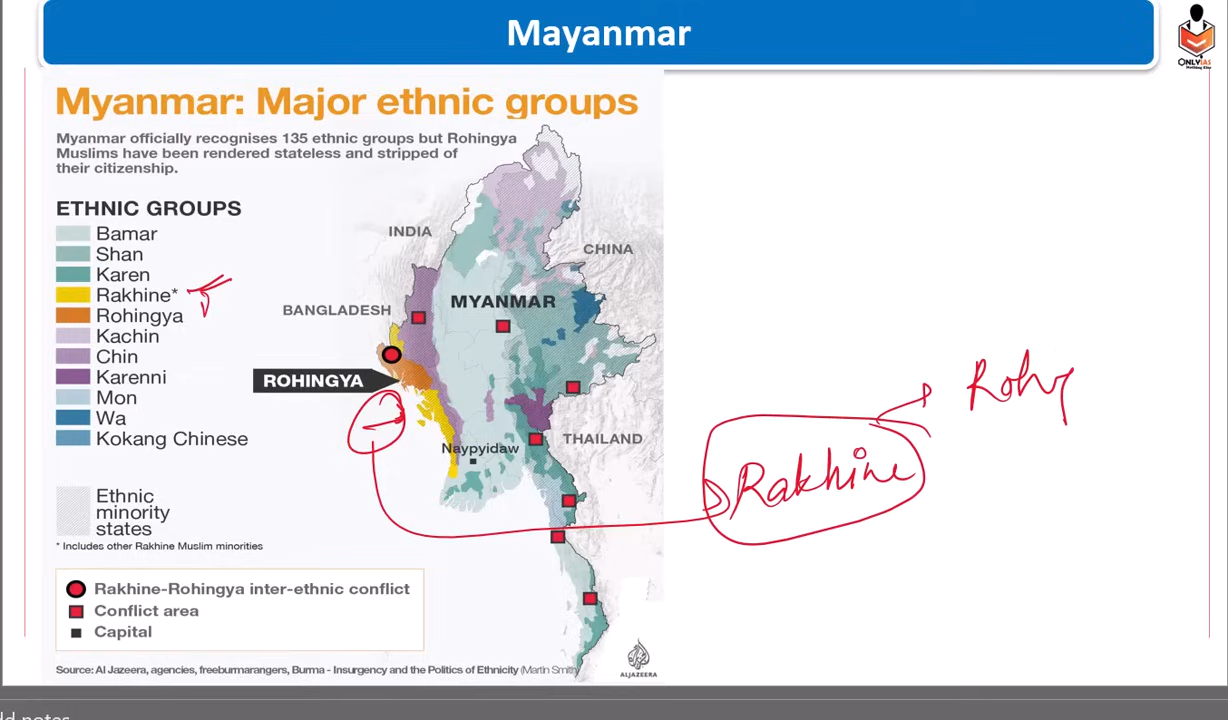 Mayanmar
ONLYIAS
Nothing Else
Myanmar: Major ethnic groups
Myanmar officially recognises 135 ethnic groups but Rohingya
Muslims have been rendered stateless and stripped of
their citizenship.
ETHNIC GROUPS
Bamar
Shan
Karen
Rakhine*
Rohingya
Kachin
Chin
Karenni
Mon
Wa
Kokang Chinese
Ethnic
minority
states
* Includes other Rakhine Muslim minorities
INDIA
CHINA
BANGLADESH
MYANMAR
ROHINGYA
THAILAND
Naypyidaw
Rohg
Rakhine
Rakhine-Rohingya inter-ethnic conflict
Conflict area
Capital
Source: Al Jazeera, agencies, freeburmarangers, Burma - Insurgency and the Politics of Ethnicity (Martin Smith)
ALJAZEERA